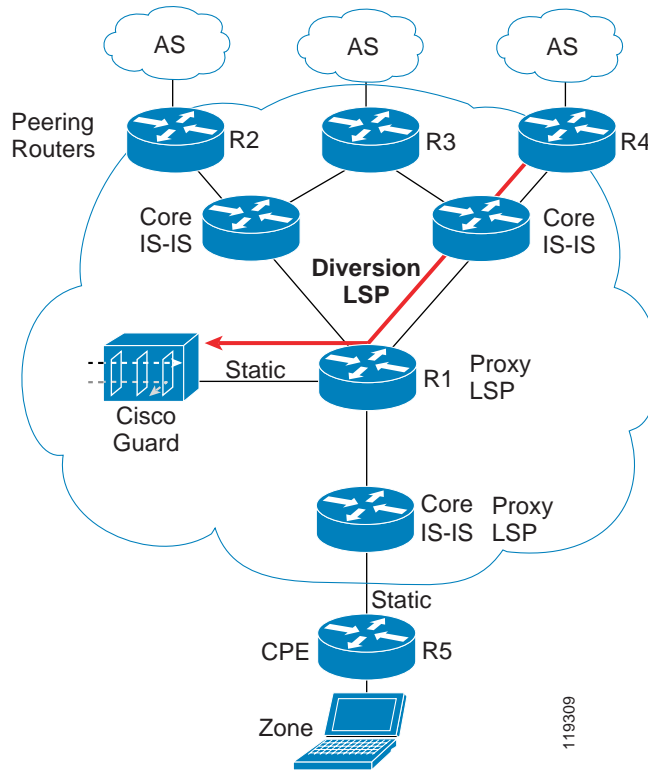 AS
AS
AS
Peering
Routers
R2
R3
R4
Core
IS-IS
Core
IS-IS
Diversion
LSP
Static
R1
Proxy
LSP
Cisco
Guard
Core
IS-IS
Proxy
LSP
Static
CPE
R5
Zone
119309